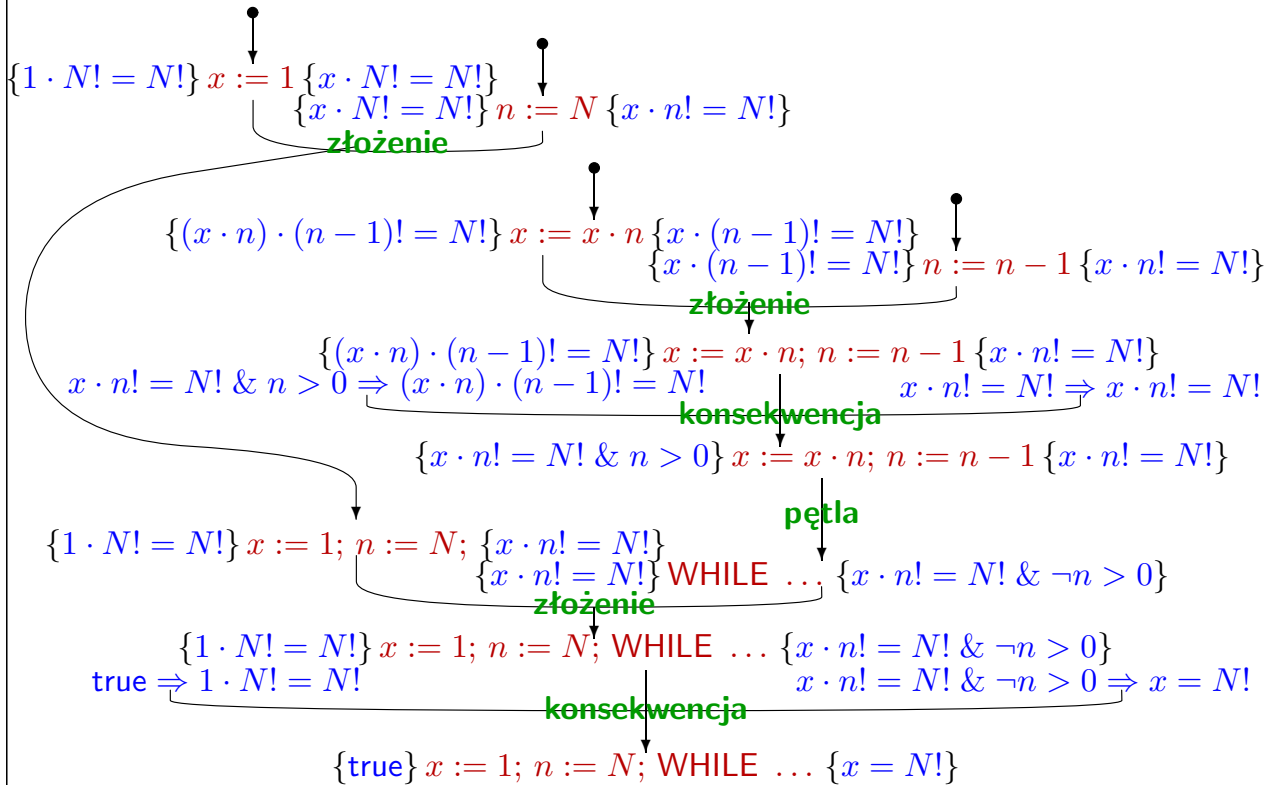 {1 · N! = N!} x := 1 {x · N! = N!}
{x · N! = N!} n := N {x · n! = N!}
złożenie
{(x · n) · (n − 1)! = N!} x := x · n {x · (n − 1)! = N!}
{x · (n − 1)! = N!} n := n − 1 {x · n! = N!}
złożenie
{(x · n) · (n − 1)! = N!} x := x · n; n := n − 1 {x · n! = N!}
x · n! = N! & n > 0 ⇒ (x · n) · (n − 1)! = N! x · n! = N! ⇒ x · n! = N!
konsekwencja
{x · n! = N! & n > 0} x := x · n; n := n − 1 {x · n! = N!}
pętla
{1 · N! = N!} x := 1; n := N; {x · n! = N!}
{x · n! = N!} WHILE ... {x · n! = N! & ¬n > 0}
złożenie
{1 · N! = N!} x := 1; n := N; WHILE ... {x · n! = N! & ¬n > 0}
true ⇒ 1 · N! = N! x · n! = N! & ¬n > 0 ⇒ x = N!
konsekwencja
{true} x := 1; n := N; WHILE ... {x = N!}